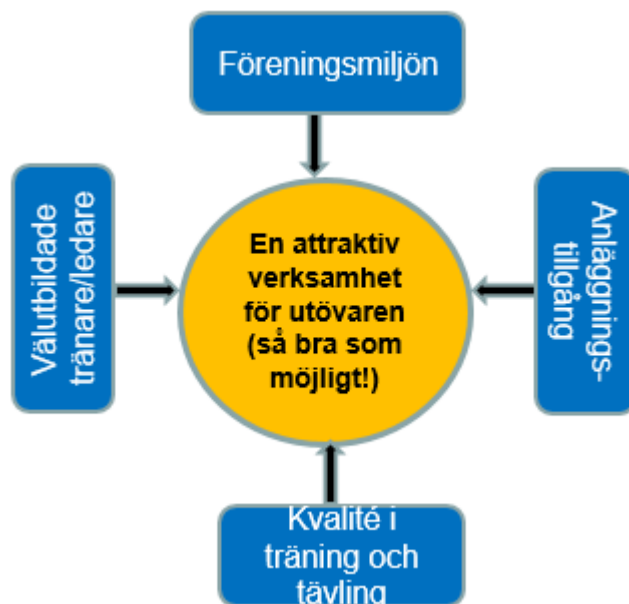 Föreningsmiljön
Välutbildade
tränare/ledare
En attraktiv
verksamhet
för utövaren
(så bra som
möjligt!)
Anläggnings-
tillgång
Kvalité i
träning och
tävling